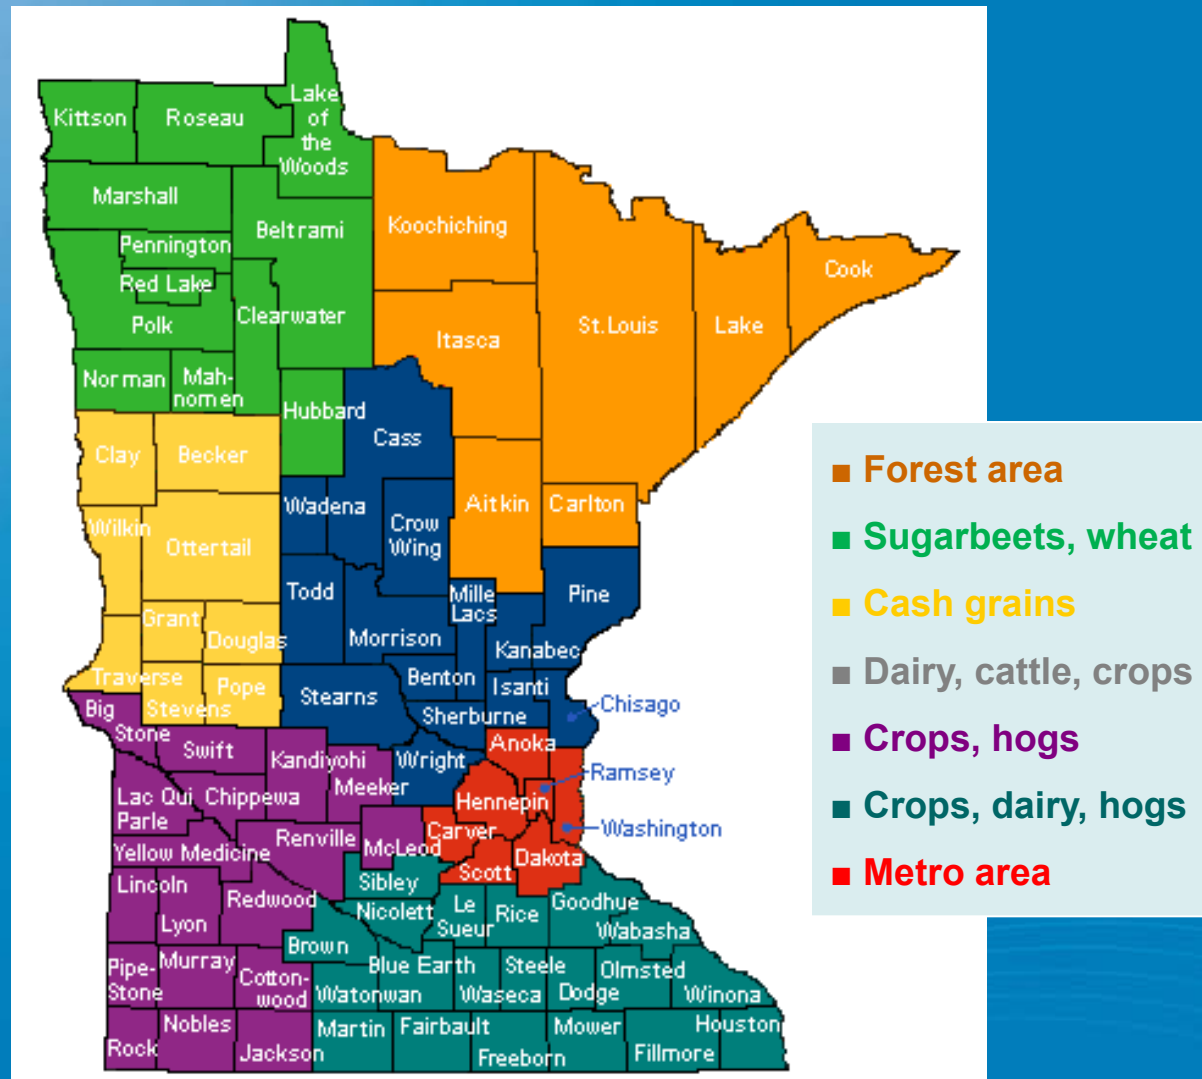 Lake
of
the
Woods
Kittson
Roseau
Marshall
Koochiching
Beltrami
Pennington
Cook
Red Lake
Clearwater
Polk
St.Louis
Lake
Itasca
Norman
Mah-
nomen
Hubbard
Cass
Clay
Becker
Wadena
Aitkin
Carlton
Crow
Wing
Wilkin
Ottertail
Todd
Mille
Lacs
Pine
Grant
Douglas
Morrison
Kanabec
Traverse
Pope
Benton
Isanti
Stearns
Stevens
Big
Stone
Sherburne
Chisago
Anoka
Swift
Kandiyohi
Wright
Ramsey
Meeker
Lac Qui
Parle
Chippewa
Hennepin
Carver
Washington
Renville
McLeod
Yellow Medicine
Dakota
Scott
Lincoln
Sibley
Redwood
Nicolett
Le
Sueur
Rice
Goodhue
Lyon
Wabasha
Brown
Pipe-
Stone
Murray
Cotton-
wood
Blue Earth
Steele
Olmsted
Watonwan
Waseca
Dodge
Winona
Rock
Nobles
Jackson
Martin
Fairbault
Freeborn
Mower
Fillmore
Houston
■ Forest area
■ Sugarbeets, wheat
■ Cash grains
■ Dairy, cattle, crops
■ Crops, hogs
■ Crops, dairy, hogs
■ Metro area